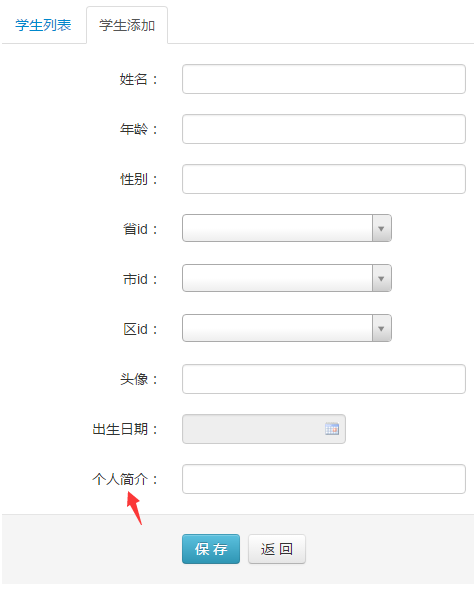 学生列表 学生添加
姓名：
年龄：
性别：
省id：
市id：
区id：
头像：
出生日期：
个人简介：
保 存 返 回